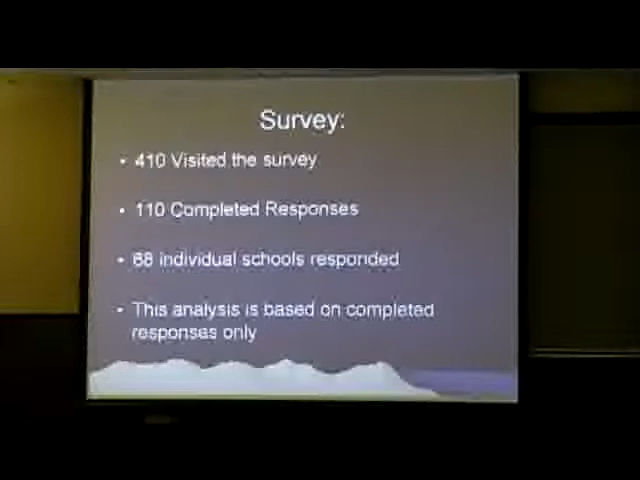 Survey:
• 410 Visited the survey
• 110 Completed Responses
• 68 individual schools responded
• This analysis is based on completed
responses only